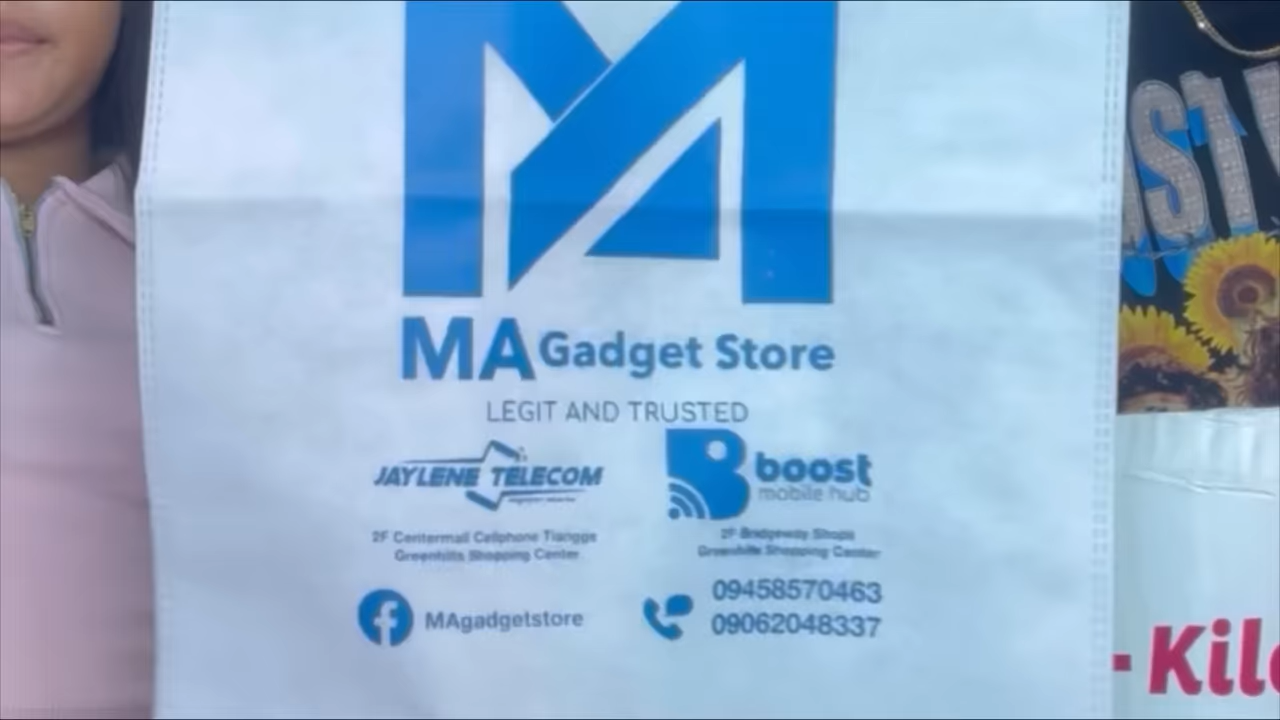 MA Gadget Store
LEGIT AND TRUSTED
JAYLENE TELECOM
boost
mobile hub
2F Centermall Cellphone Tiangge
Greenhills Shopping Center
2F Bridgeway Shops
Greenhills Shopping Center
MAgadgetstore
09458570463
09062048337
- Kil